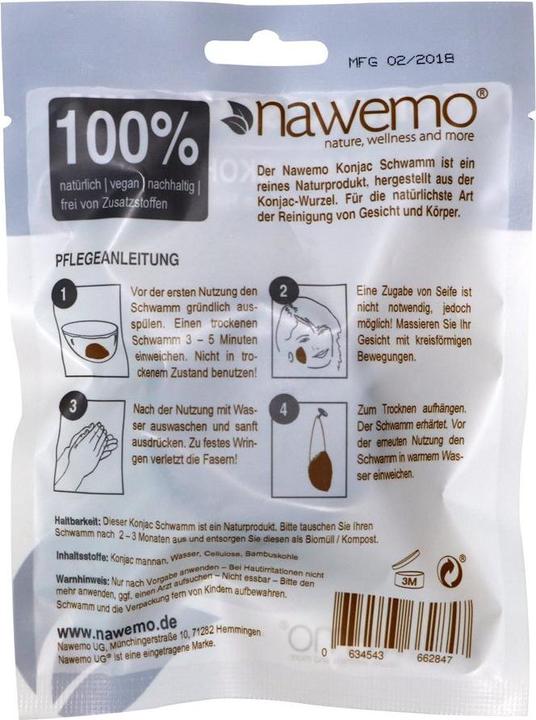 MFG 02/2018
100%
natürlich | vegan | nachhaltig |
frei von Zusatzstoffen
nawemo®
nature, wellness and more
Der Nawemo Konjac Schwamm ist ein
reines Naturprodukt, hergestellt aus der
Konjac-Wurzel. Für die natürlichste Art
der Reinigung von Gesicht und Körper.
PFLEGEANLEITUNG
1
Vor der ersten Nutzung den
Schwamm gründlich aus-
spülen. Einen trockenen
Schwamm 3 – 5 Minuten
einweichen. Nicht in tro-
ckenem Zustand benutzen!
2
Eine Zugabe von Seife ist
nicht notwendig, jedoch
möglich! Massieren Sie Ihr
Gesicht mit kreisförmigen
Bewegungen.
3
Nach der Nutzung mit Was-
ser auswaschen und sanft
ausdrücken. Zu festes Wrin-
gen verletzt die Fasern!
4
Zum Trocknen aufhängen.
Der Schwamm erhärtet. Vor
der erneuten Nutzung den
Schwamm in warmem Was-
ser einweichen.
Haltbarkeit: Dieser Konjac Schwamm ist ein Naturprodukt. Bitte tauschen Sie Ihren
Schwamm nach 2 – 3 Monaten aus und entsorgen Sie diesen als Biomüll / Kompost.
Inhaltsstoffe: Konjac mannan, Wasser, Cellulose, Bambuskohle
Warnhinweise: Nur nach Vorgabe anwenden – Bei Hautirritationen nicht
mehr anwenden, ggf. einen Arzt aufsuchen – Nicht essbar – Bitte den
Schwamm und die Verpackung fern von Kindern aufbewahren.
3M
www.nawemo.de
Nawemo UG, Münchingerstraße 10, 71282 Hemmingen
Nawemo UG® ist eine eingetragene Marke.
0 634543 662847